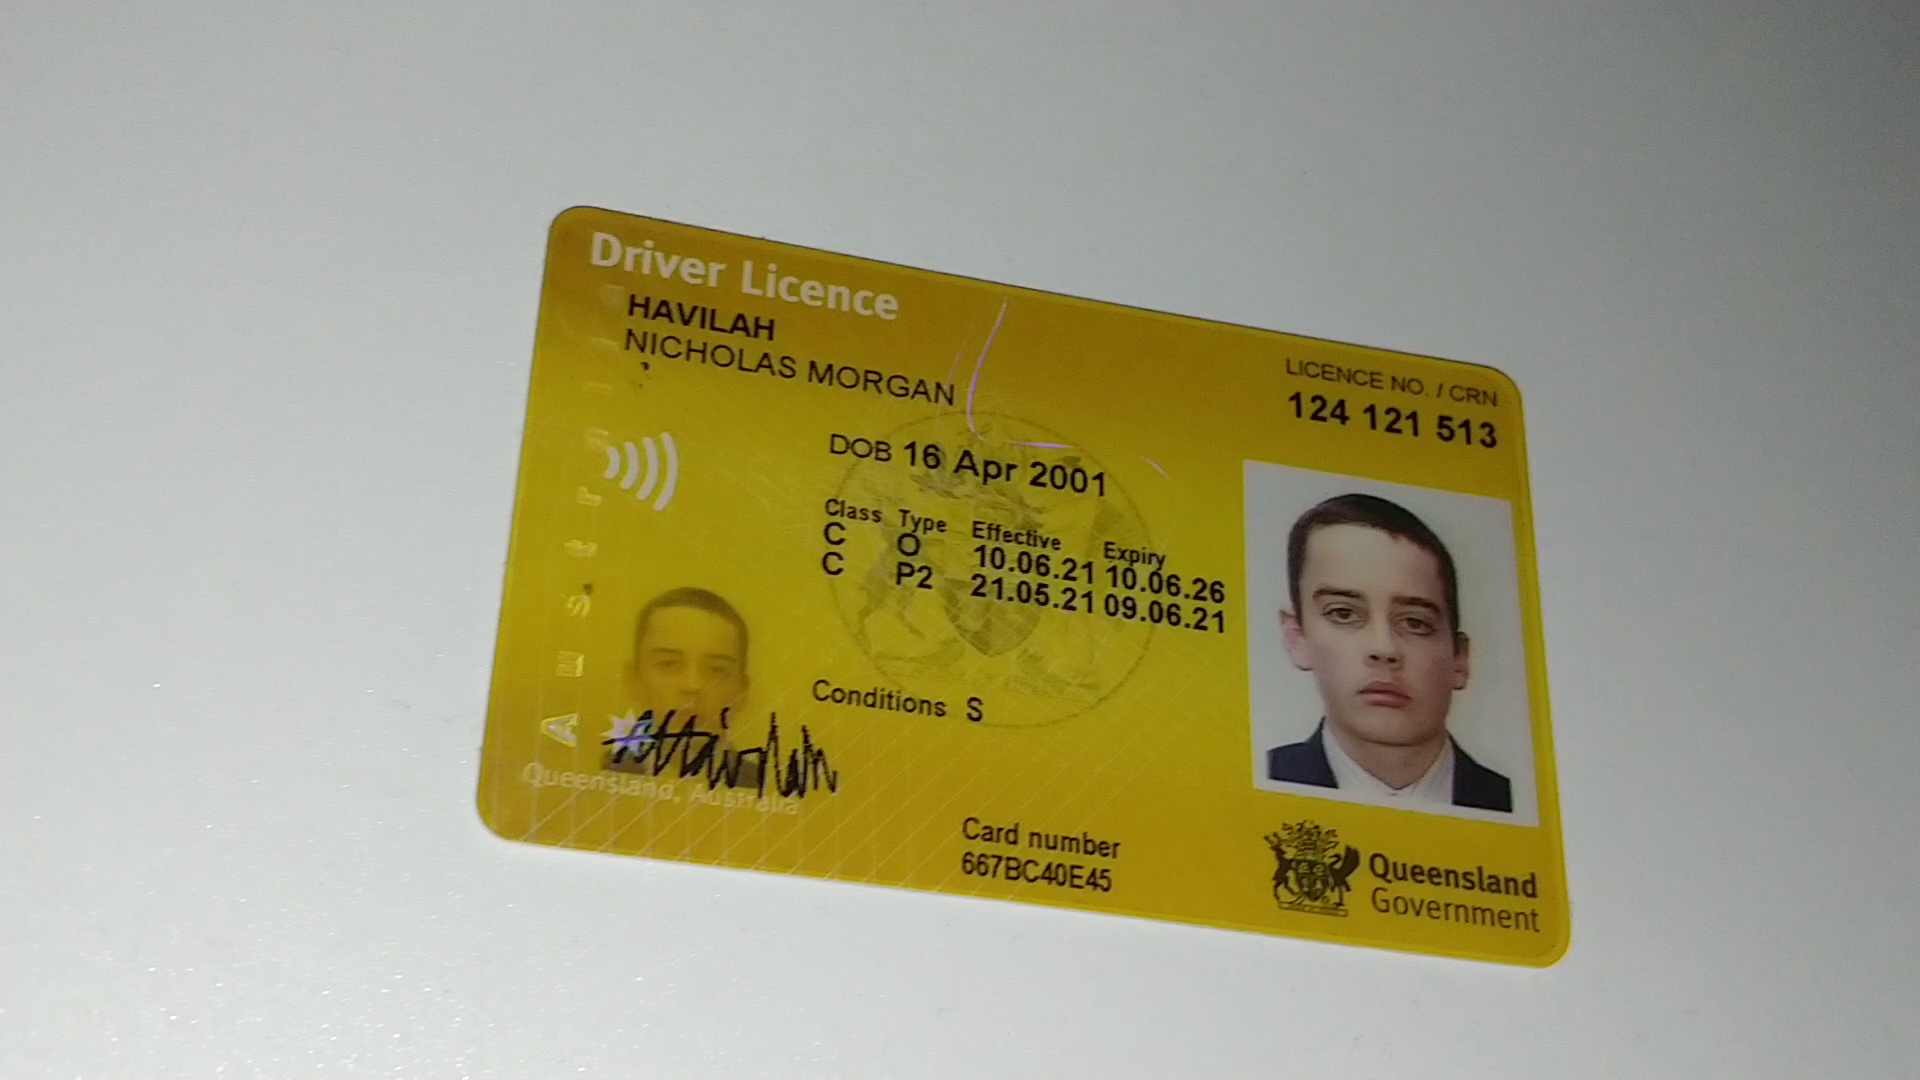 Driver Licence
HAVILAH
NICHOLAS MORGAN
LICENCE NO. / CRN
124 121 513
DOB 16 Apr 2001
Class Type Effective Expiry
C O 10.06.21 10.06.26
C P2 21.05.21 09.06.21
Conditions S
Queensland, Australia
Card number
667BC40E45
Queensland
Government